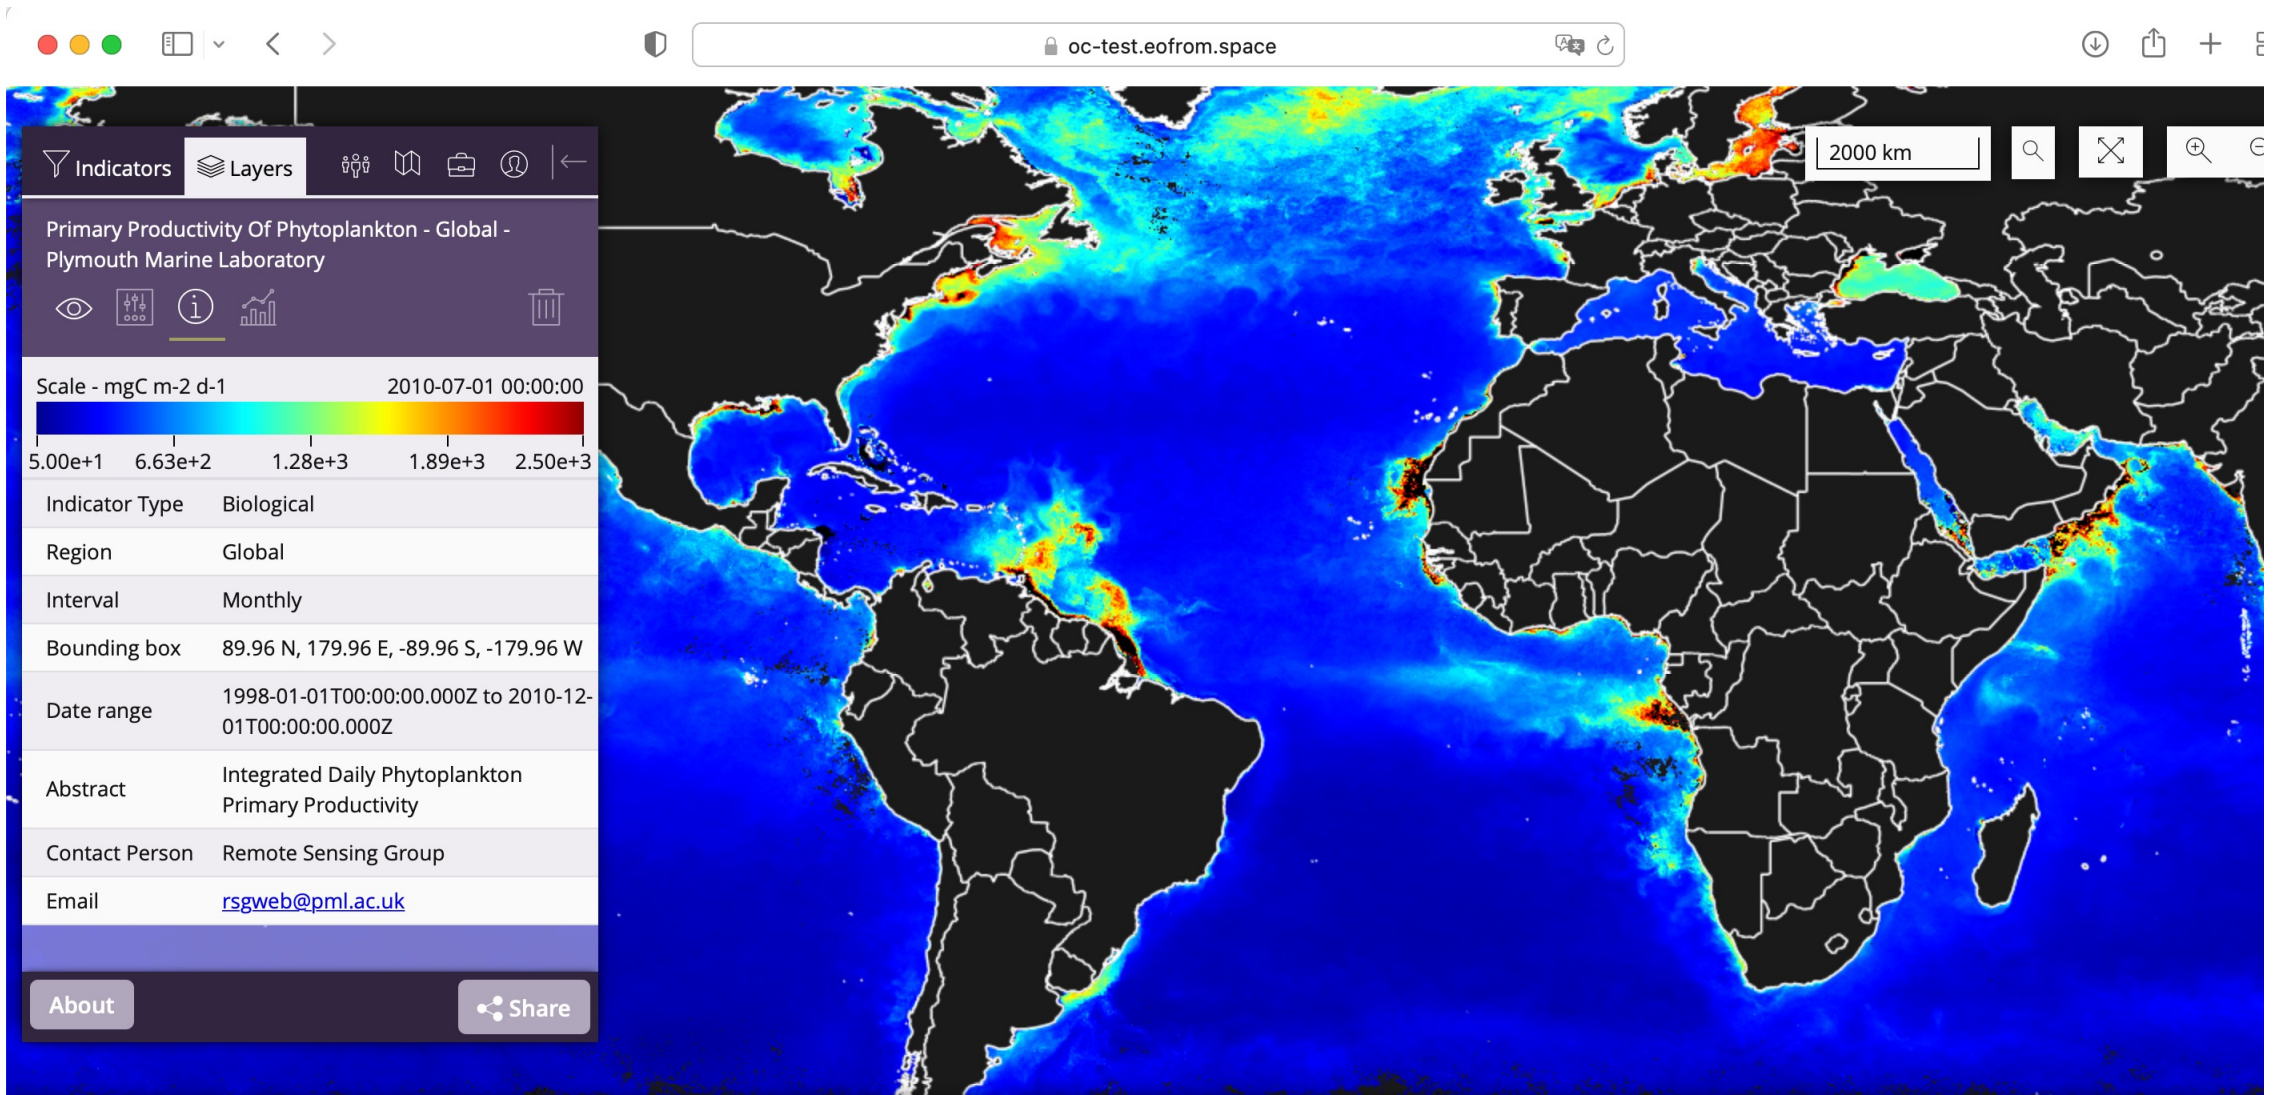 oc-test.eofrom.space
Indicators
Layers
2000 km
Primary Productivity Of Phytoplankton - Global -
Plymouth Marine Laboratory
Scale - mgC m-2 d-1 2010-07-01 00:00:00
5.00e+1 6.63e+2 1.28e+3 1.89e+3 2.50e+3
Indicator Type Biological
Region Global
Interval Monthly
Bounding box 89.96 N, 179.96 E, -89.96 S, -179.96 W
Date range 1998-01-01T00:00:00.000Z to 2010-12-
01T00:00:00.000Z
Abstract Integrated Daily Phytoplankton
Primary Productivity
Contact Person Remote Sensing Group
Email rsgweb@pml.ac.uk
About Share